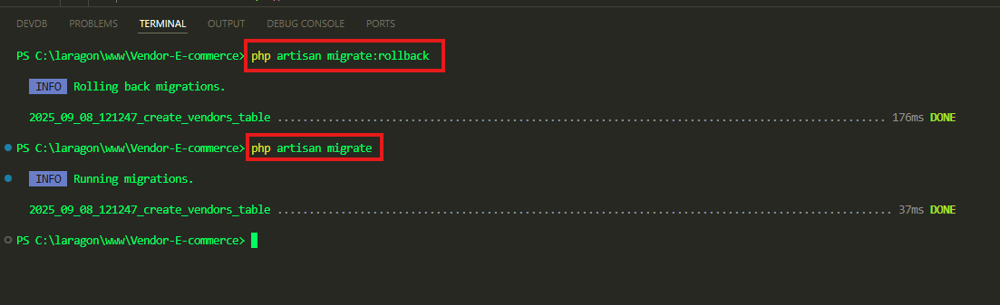 DEVDB PROBLEMS TERMINAL OUTPUT DEBUG CONSOLE PORTS
PS C:\laragon\www\Vendor-E-commerce> php artisan migrate:rollback
INFO Rolling back migrations.
2025_09_08_121247_create_vendors_table ................................................................................................ 176ms DONE
PS C:\laragon\www\Vendor-E-commerce> php artisan migrate
INFO Running migrations.
2025_09_08_121247_create_vendors_table ................................................................................................. 37ms DONE
PS C:\laragon\www\Vendor-E-commerce>